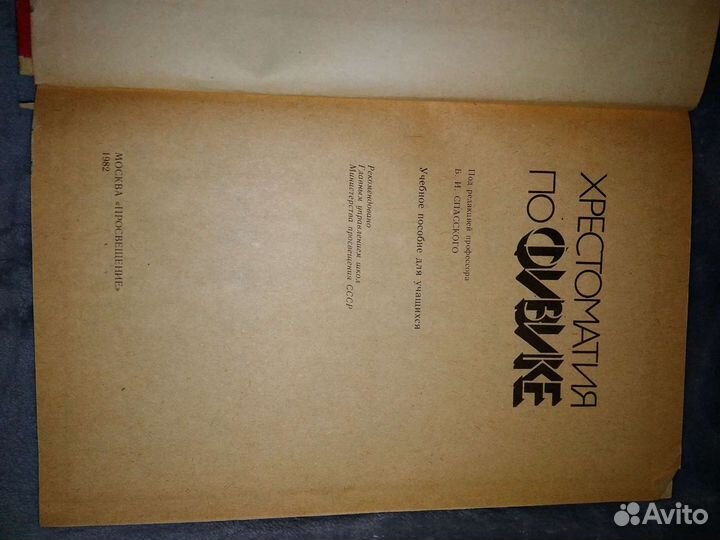 ХРЕСТОМАТИЯ
ПО ФИЗИКЕ
Под редакцией профессора
Б. И. СПАССКОГО
Учебное пособие для учащихся
Рекомендовано
Главным управлением школ
Министерства просвещения СССР
МОСКВА «ПРОСВЕЩЕНИЕ»
1982
Avito